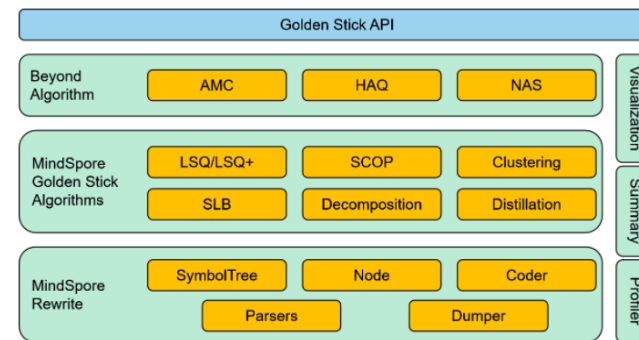 Golden Stick API
Beyond
Algorithm
AMC
HAQ
NAS
MindSpore
Golden Stick
Algorithms
LSQ/LSQ+
SCOP
Clustering
SLB
Decomposition
Distillation
MindSpore
Rewrite
SymbolTree
Node
Coder
Parsers
Dumper
Visualization
Summary
Profiler